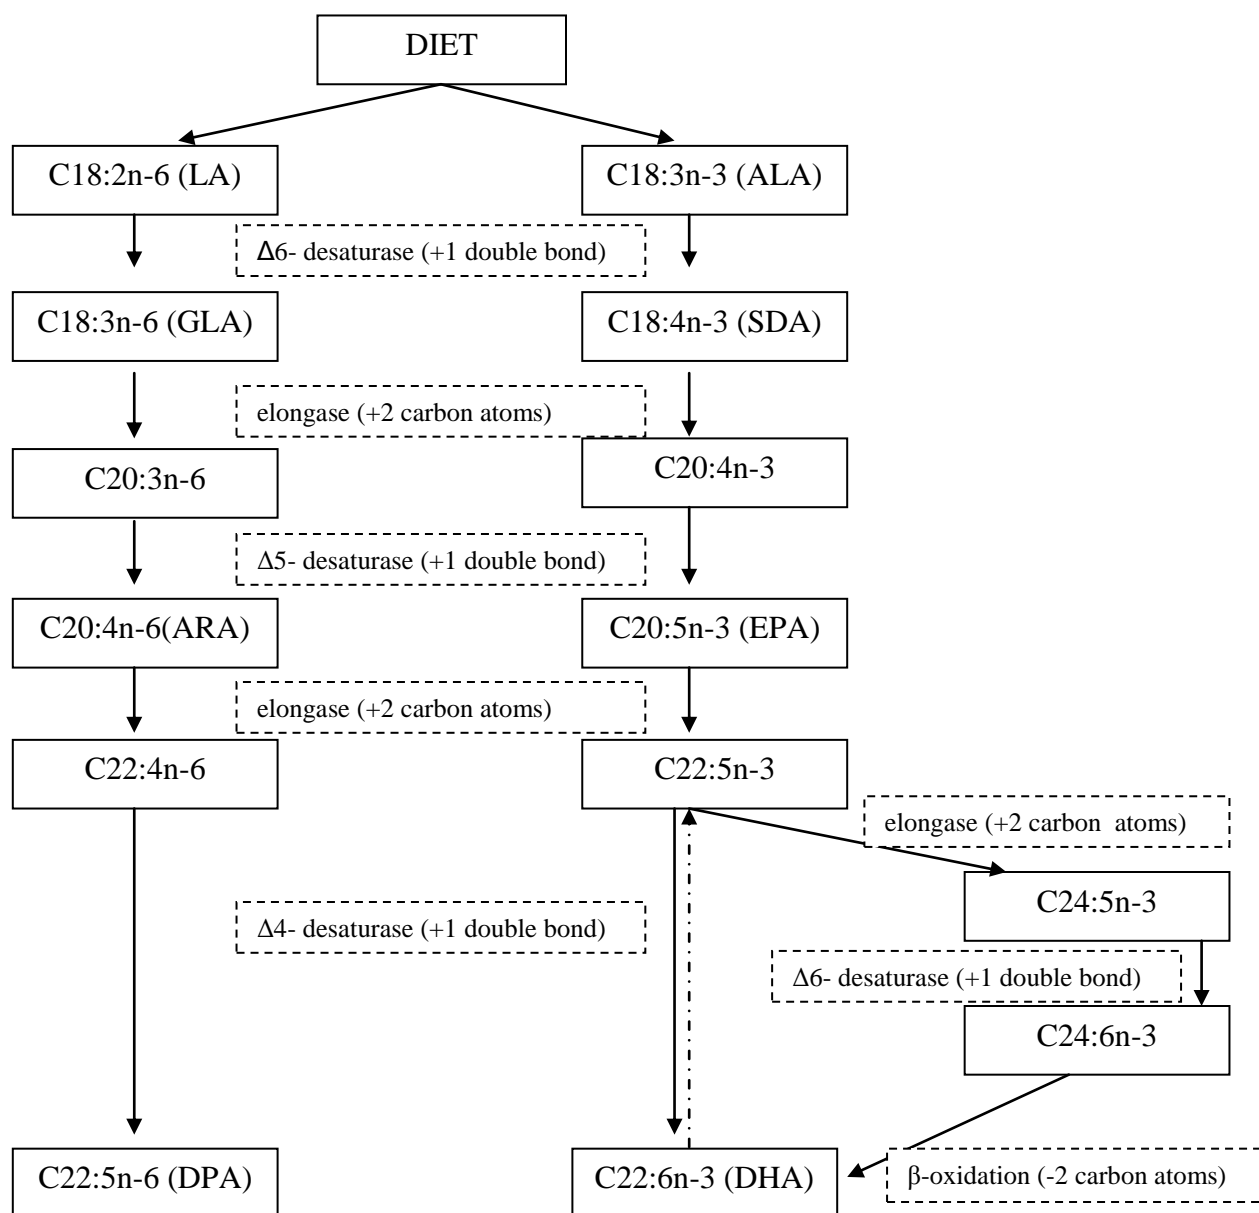 DIET
C18:2n-6 (LA)
C18:3n-3 (ALA)
Δ6- desaturase (+1 double bond)
C18:3n-6 (GLA)
C18:4n-3 (SDA)
elongase (+2 carbon atoms)
C20:3n-6
C20:4n-3
Δ5- desaturase (+1 double bond)
C20:4n-6(ARA)
C20:5n-3 (EPA)
elongase (+2 carbon atoms)
C22:4n-6
C22:5n-3
elongase (+2 carbon atoms)
C24:5n-3
Δ4- desaturase (+1 double bond)
Δ6- desaturase (+1 double bond)
C24:6n-3
C22:5n-6 (DPA)
C22:6n-3 (DHA)
β-oxidation (-2 carbon atoms)